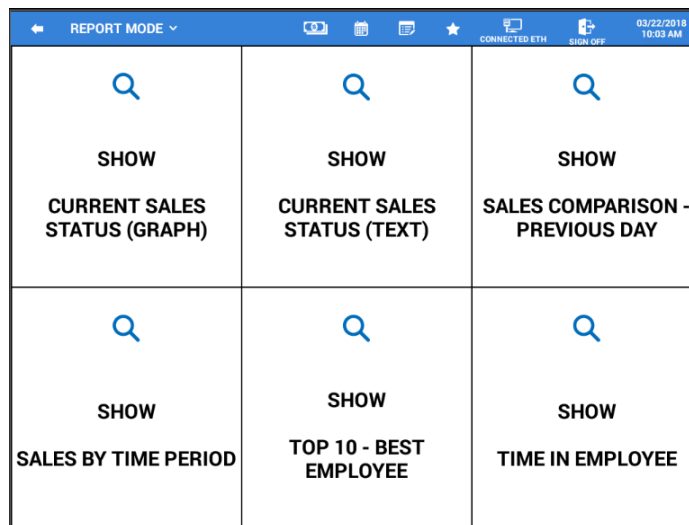 REPORT MODE
CONNECTED ETH
SIGN OFF
03/22/2018
10:03 AM
SHOW
CURRENT SALES
STATUS (GRAPH)
SHOW
CURRENT SALES
STATUS (TEXT)
SHOW
SALES COMPARISON -
PREVIOUS DAY
SHOW
SALES BY TIME PERIOD
SHOW
TOP 10 - BEST
EMPLOYEE
SHOW
TIME IN EMPLOYEE